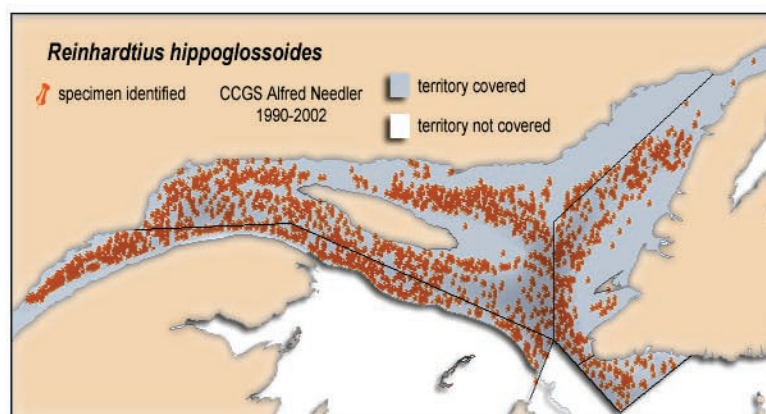 Reinhardtius hippoglossoides
specimen identified
CCGS Alfred Needler
1990-2002
territory covered
territory not covered